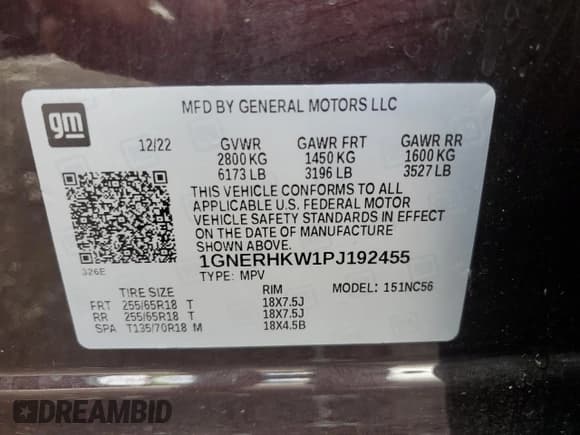 gm
MFD BY GENERAL MOTORS LLC
12/22 GVWR GAWR FRT GAWR RR
2800 KG 1450 KG 1600 KG
6173 LB 3196 LB 3527 LB
THIS VEHICLE CONFORMS TO ALL
APPLICABLE U.S. FEDERAL MOTOR
VEHICLE SAFETY STANDARDS IN EFFECT
ON THE DATE OF MANUFACTURE
SHOWN ABOVE.
326E
1GNERHKW1PJ192455
TYPE: MPV MODEL: 151NC56
TIRE SIZE RIM
FRT 255/65R18 T 18X7.5J
RR 255/65R18 T 18X7.5J
SPA T135/70R18 M 18X4.5B
DREAMBID